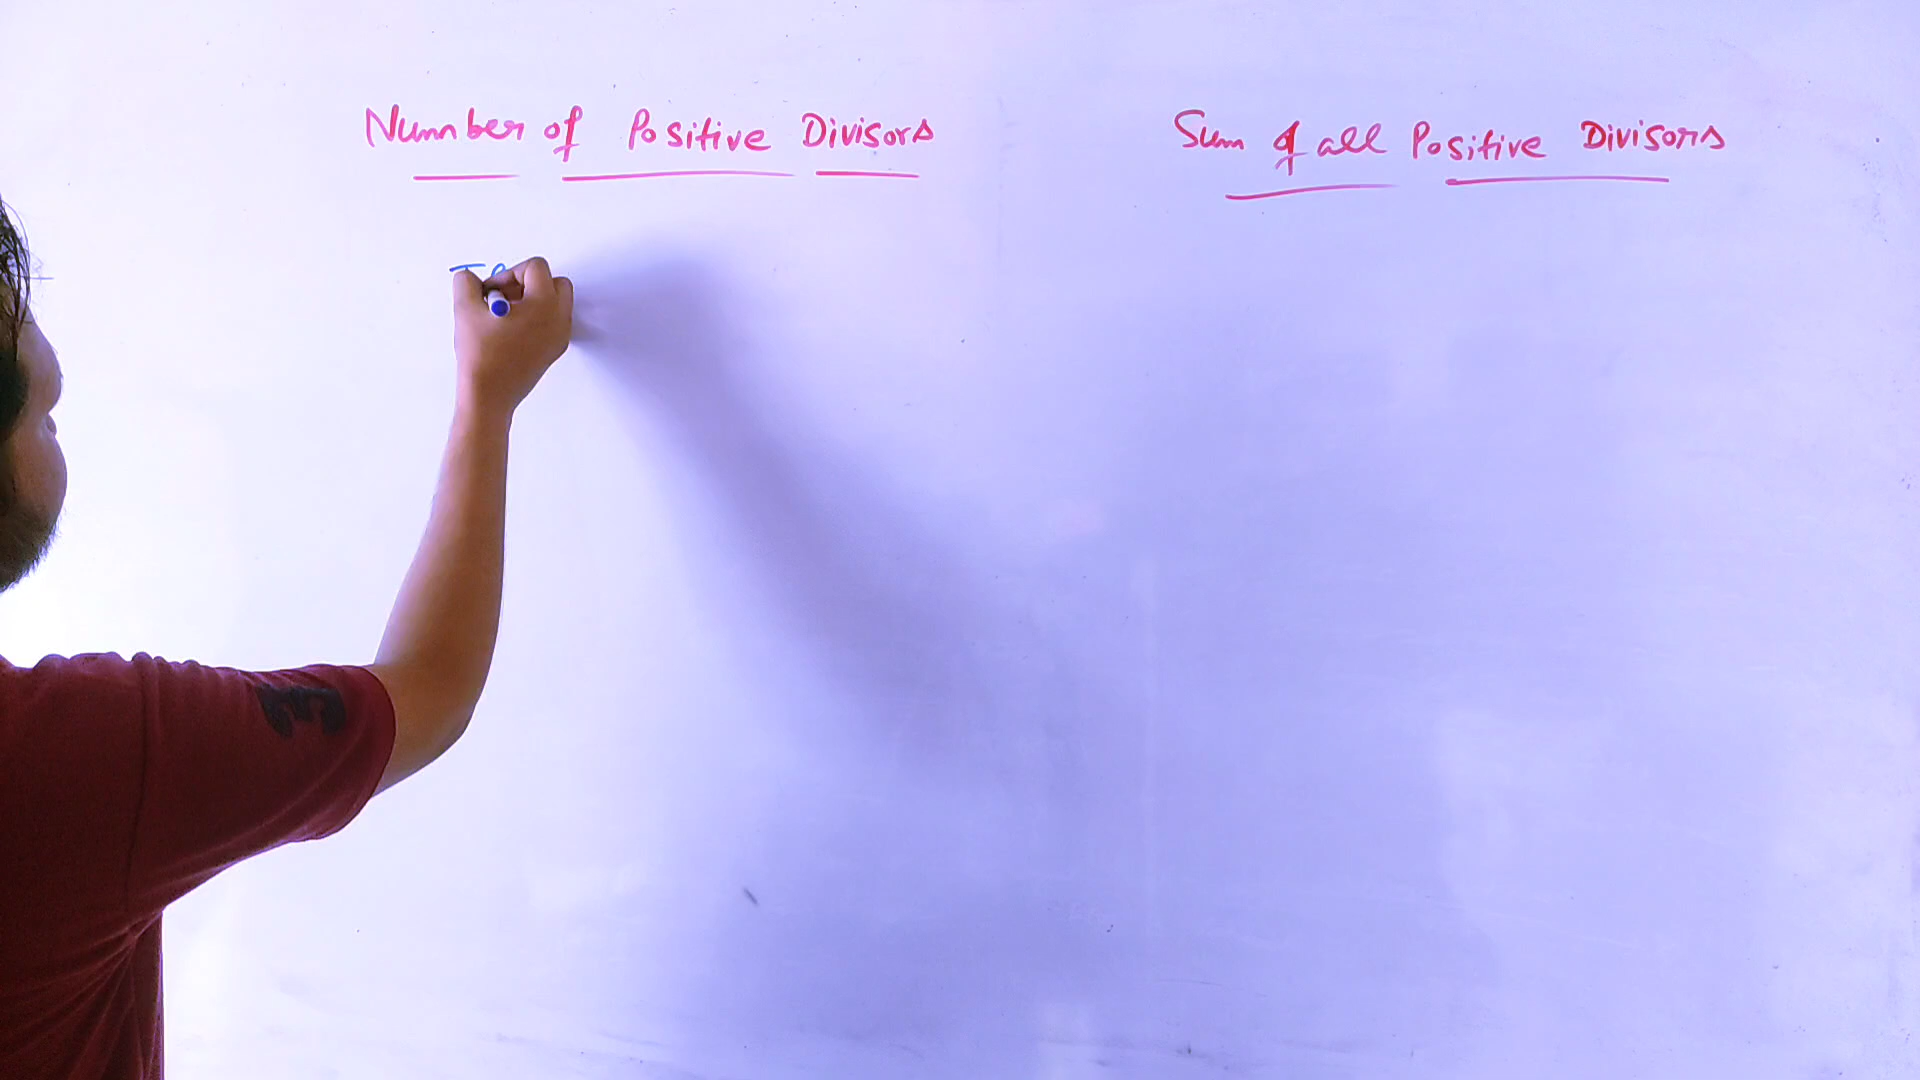 Number of Positive Divisors
Sum of all Positive Divisors